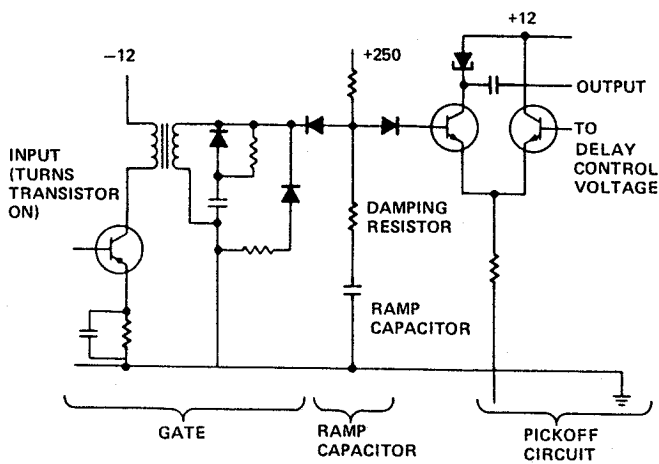 −12
+250
+12
OUTPUT
TO
DELAY
CONTROL
VOLTAGE
INPUT
(TURNS
TRANSISTOR
ON)
DAMPING
RESISTOR
RAMP
CAPACITOR
GATE
RAMP
CAPACITOR
PICKOFF
CIRCUIT